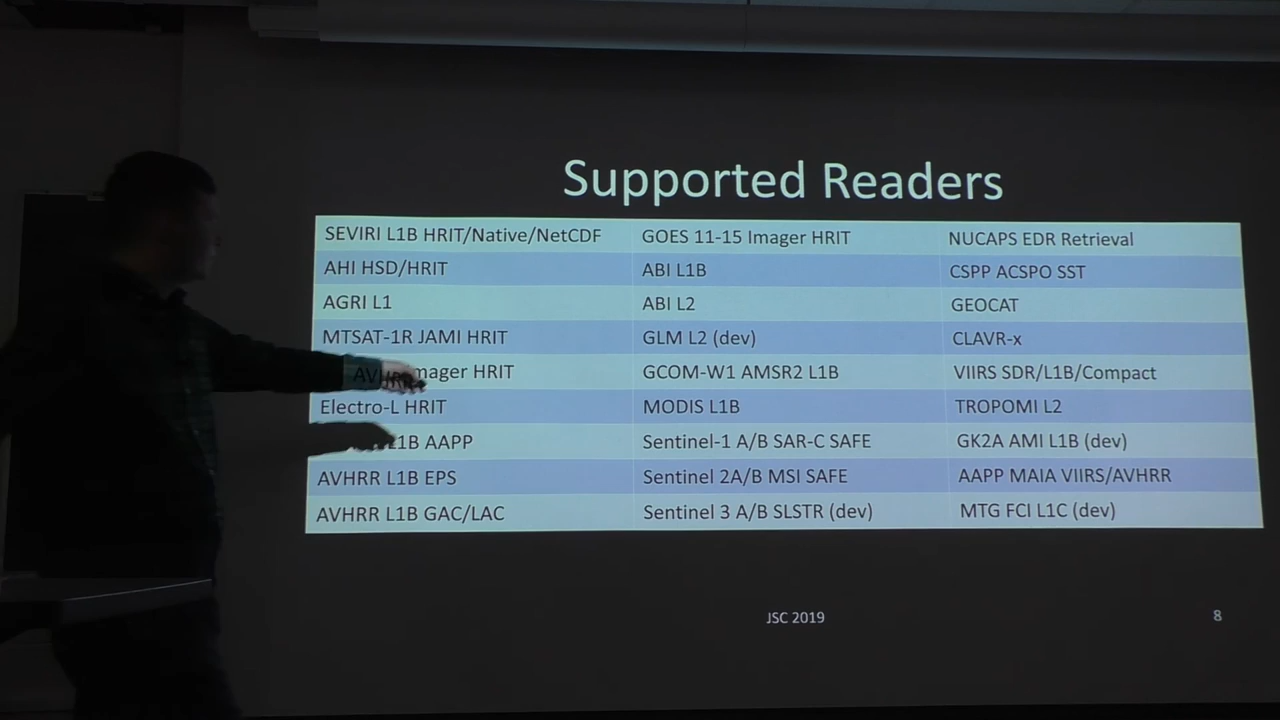 Supported Readers
SEVIRI L1B HRIT/Native/NetCDF GOES 11-15 Imager HRIT NUCAPS EDR Retrieval
AHI HSD/HRIT ABI L1B CSPP ACSPO SST
AGRI L1 ABI L2 GEOCAT
MTSAT-1R JAMI HRIT GLM L2 (dev) CLAVR-x
HRIT GCOM-W1 AMSR2 L1B VIIRS SDR/L1B/Compact
Electro-L HRIT MODIS L1B TROPOMI L2
L1B AAPP Sentinel-1 A/B SAR-C SAFE GK2A AMI L1B (dev)
AVHRR L1B EPS Sentinel 2A/B MSI SAFE AAPP MAIA VIIRS/AVHRR
AVHRR L1B GAC/LAC Sentinel 3 A/B SLSTR (dev) MTG FCI L1C (dev)
JSC 2019 8